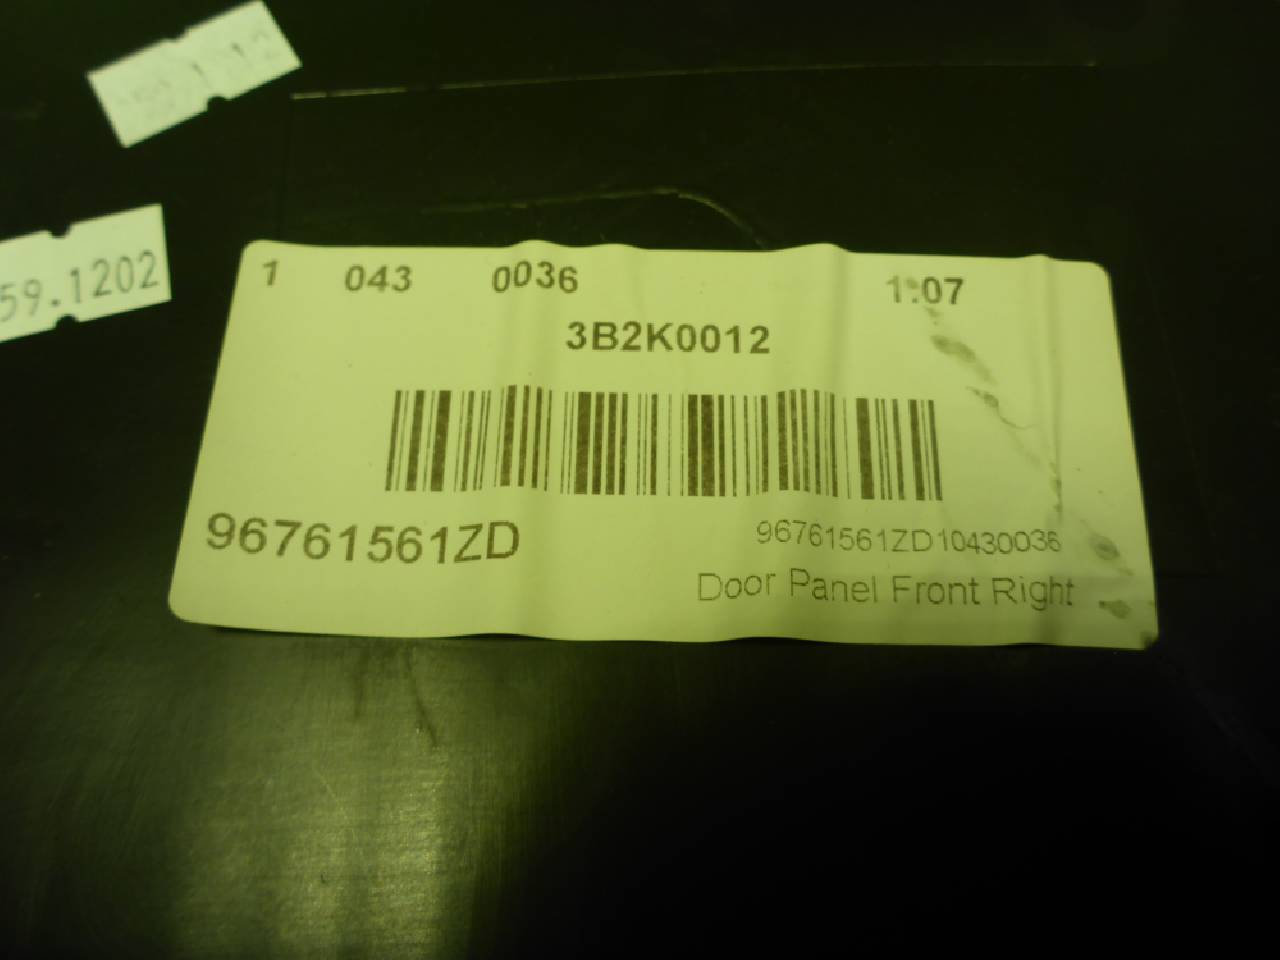 59.1202
1 043 0036 1:07
3B2K0012
96761561ZD
96761561ZD10430036
Door Panel Front Right